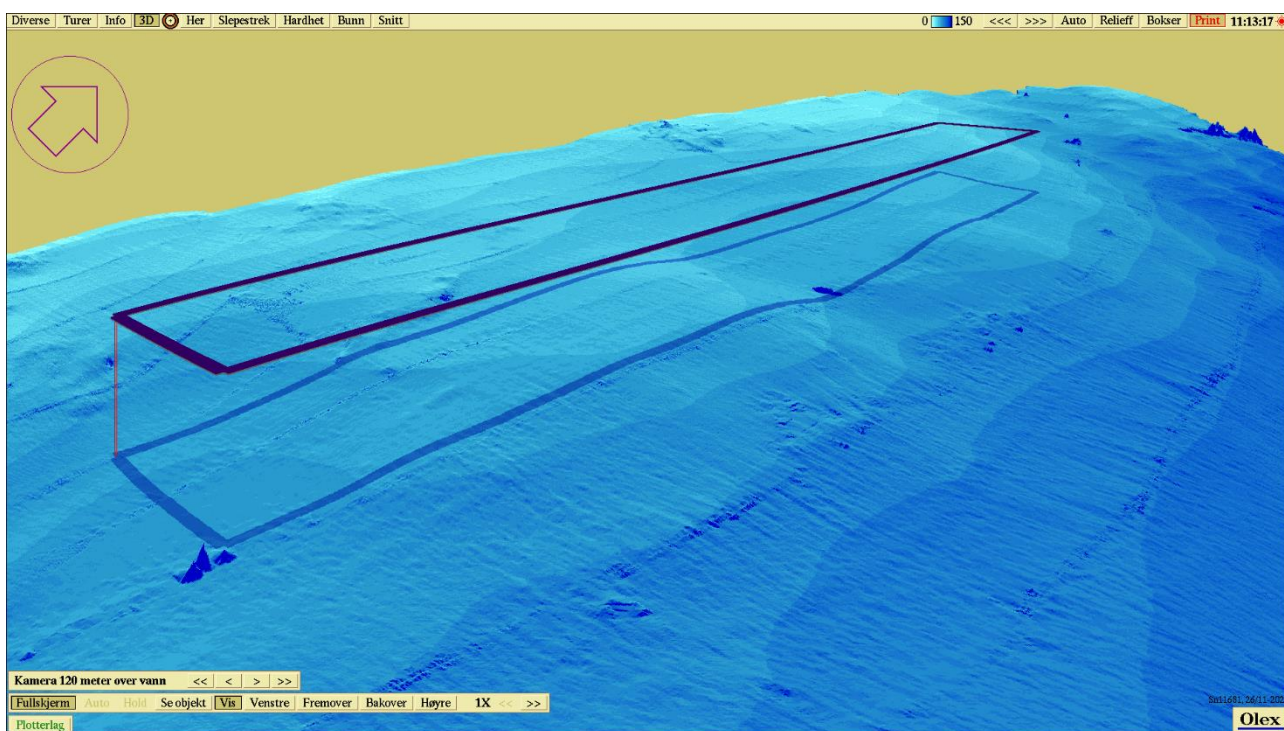 Diverse Turer Info 3D Her Slepestrek Hardhet Bunn Snitt 0 150 <<< >>> Auto Relieff Bokser Print 11:13:17
Kamera 120 meter over vann << < > >>
Fullskjerm Auto Hold Se objekt Vis Venstre Fremover Bakover Høyre 1X << >>
Plotterlag
Olex